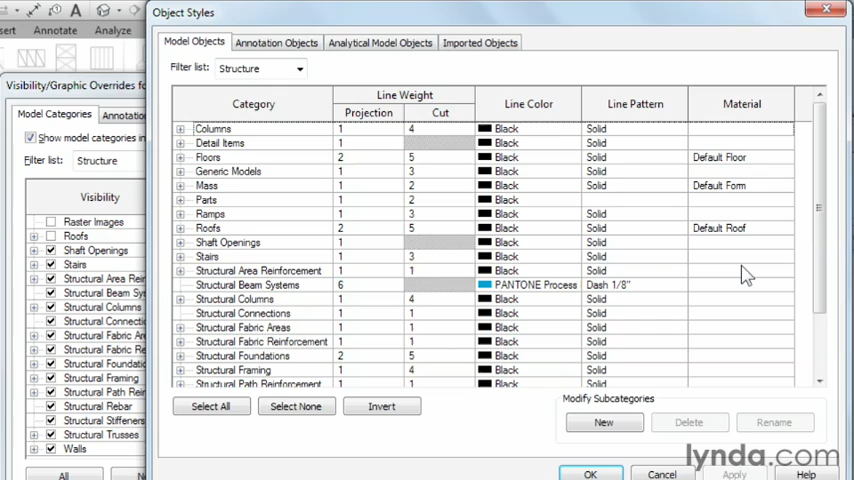 Object Styles
A
sert Annotate Analyze
Visibility/Graphic Overrides fo
Model Categories Annotation
Show model categories in
Filter list: Structure
Visibility
Raster Images
Roofs
Shaft Openings
Stairs
Structural Area Rein
Structural Beam Sys
Structural Columns
Structural Connectio
Structural Fabric Are
Structural Fabric Re
Structural Foundatio
Structural Framing
Structural Path Rein
Structural Rebar
Structural Stiffeners
Structural Trusses
Walls
All
Model Objects Annotation Objects Analytical Model Objects Imported Objects
Filter list: Structure
Category Line Weight Line Color Line Pattern Material
Projection Cut
Columns 1 4 Black Solid
Detail Items 1 Black Solid
Floors 2 5 Black Solid Default Floor
Generic Models 1 3 Black Solid
Mass 1 2 Black Solid Default Form
Parts 1 2 Black
Ramps 1 3 Black Solid
Roofs 2 5 Black Solid Default Roof
Shaft Openings 1 Black Solid
Stairs 1 3 Black Solid
Structural Area Reinforcement 1 1 Black Solid
Structural Beam Systems 6 PANTONE Process Dash 1/8"
Structural Columns 1 4 Black Solid
Structural Connections 1 1 Black Solid
Structural Fabric Areas 1 1 Black Solid
Structural Fabric Reinforcement 1 1 Black Solid
Structural Foundations 2 5 Black Solid
Structural Framing 1 4 Black Solid
Structural Path Reinforcement 1 1 Black Solid
Select All Select None Invert
Modify Subcategories
New Delete Rename
lynda.com
OK Cancel Apply Help